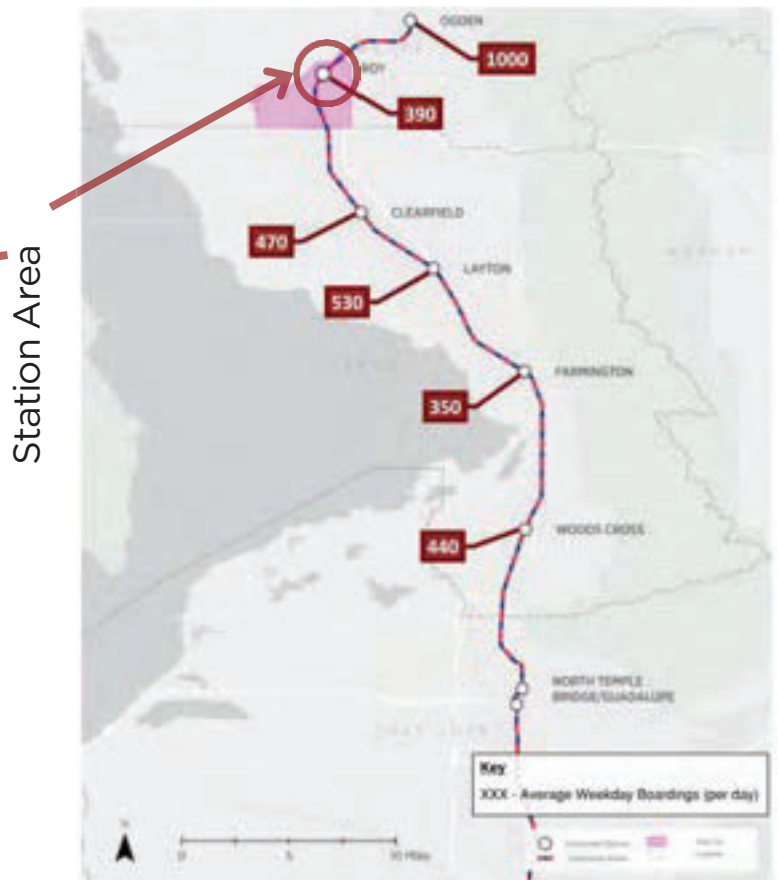 OGDEN
1000
ROY
390
CLEARFIELD
470
LAYTON
530
FARMINGTON
350
WOODS CROSS
440
NORTH TEMPLE
BRIDGE/GUADALUPE
Station Area
Key
XXX - Average Weekday Boardings (per day)
0 5 10 Miles